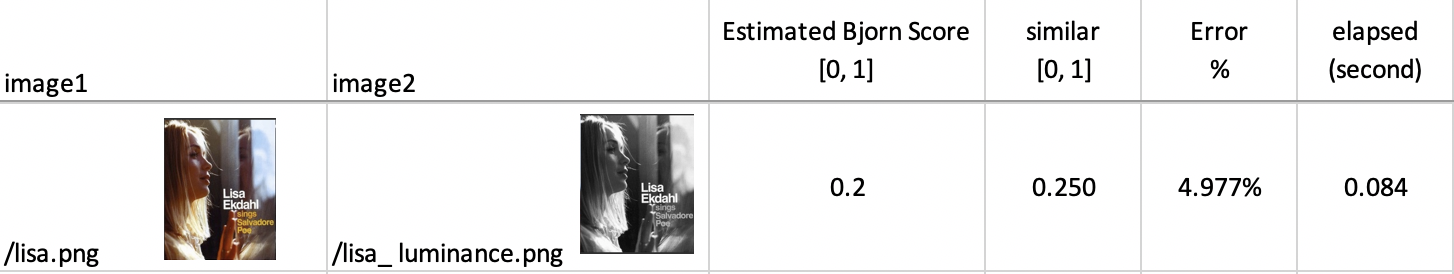 image1
image2
Estimated Bjorn Score
[0, 1]
similar
[0, 1]
Error
%
elapsed
(second)
/lisa.png
Lisa
Ekdahl
sings
Salvadore
Poe
/lisa_ luminance.png
Lisa
Ekdahl
sings
Salvadore
Poe
0.2
0.250
4.977%
0.084